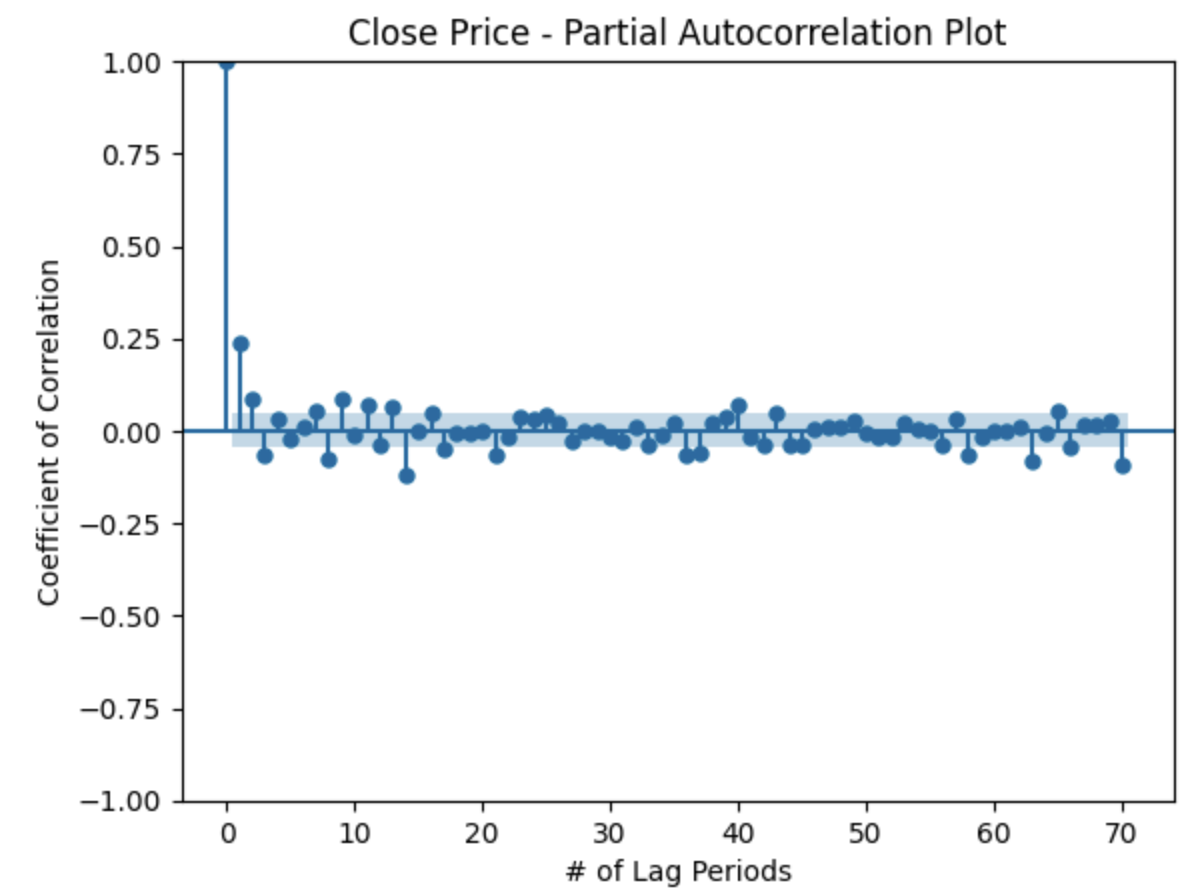 Close Price - Partial Autocorrelation Plot
1.00
0.75
0.50
0.25
0.00
−0.25
−0.50
−0.75
−1.00
Coefficient of Correlation
0 10 20 30 40 50 60 70
# of Lag Periods